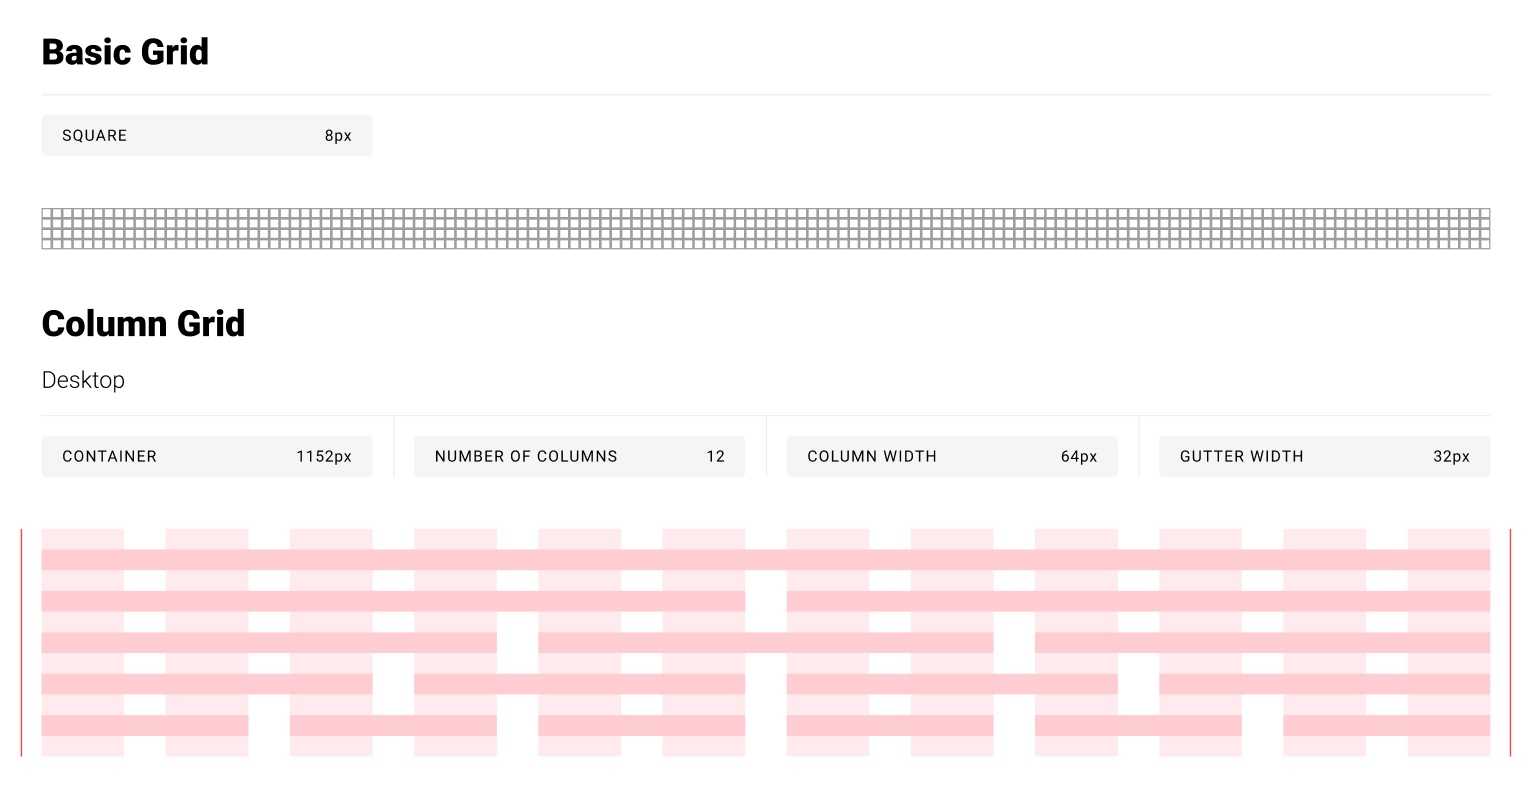 Basic Grid
SQUARE 8px
Column Grid
Desktop
CONTAINER 1152px NUMBER OF COLUMNS 12 COLUMN WIDTH 64px GUTTER WIDTH 32px